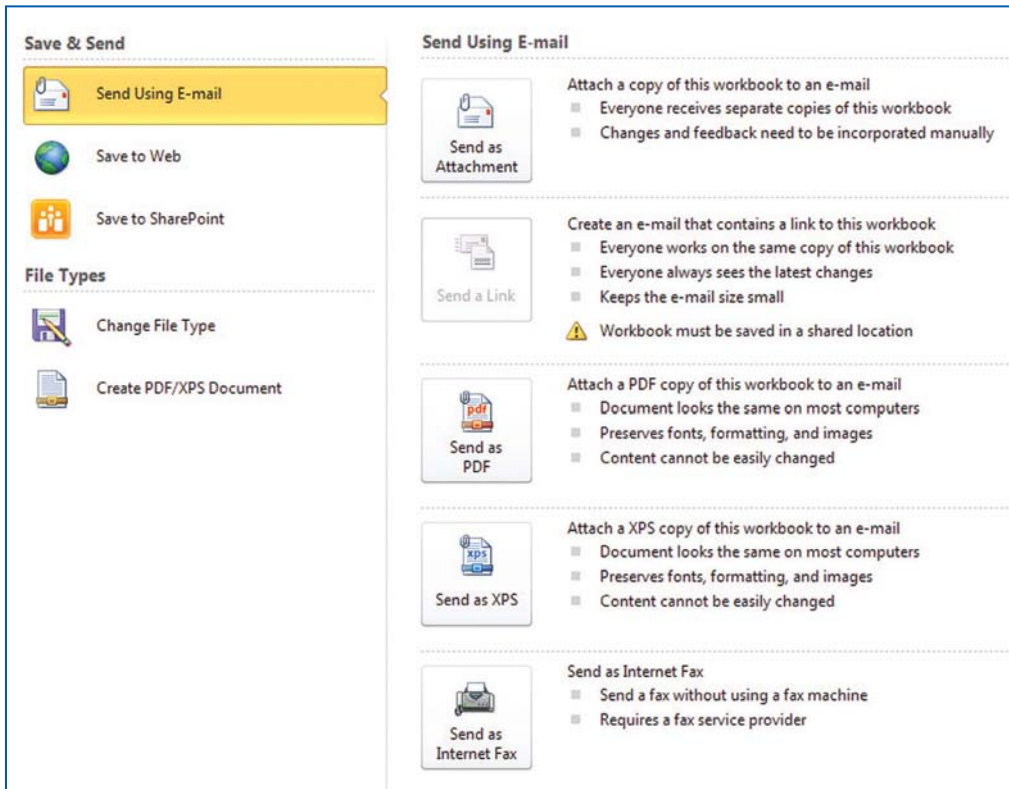 Save & Send
Send Using E-mail
Save to Web
Save to SharePoint
File Types
Change File Type
Create PDF/XPS Document
Send Using E-mail
Send as
Attachment
Attach a copy of this workbook to an e-mail
Everyone receives separate copies of this workbook
Changes and feedback need to be incorporated manually
Send a Link
Create an e-mail that contains a link to this workbook
Everyone works on the same copy of this workbook
Everyone always sees the latest changes
Keeps the e-mail size small
Workbook must be saved in a shared location
pdf
Send as
PDF
Attach a PDF copy of this workbook to an e-mail
Document looks the same on most computers
Preserves fonts, formatting, and images
Content cannot be easily changed
xps
Send as XPS
Attach a XPS copy of this workbook to an e-mail
Document looks the same on most computers
Preserves fonts, formatting, and images
Content cannot be easily changed
Send as
Internet Fax
Send as Internet Fax
Send a fax without using a fax machine
Requires a fax service provider